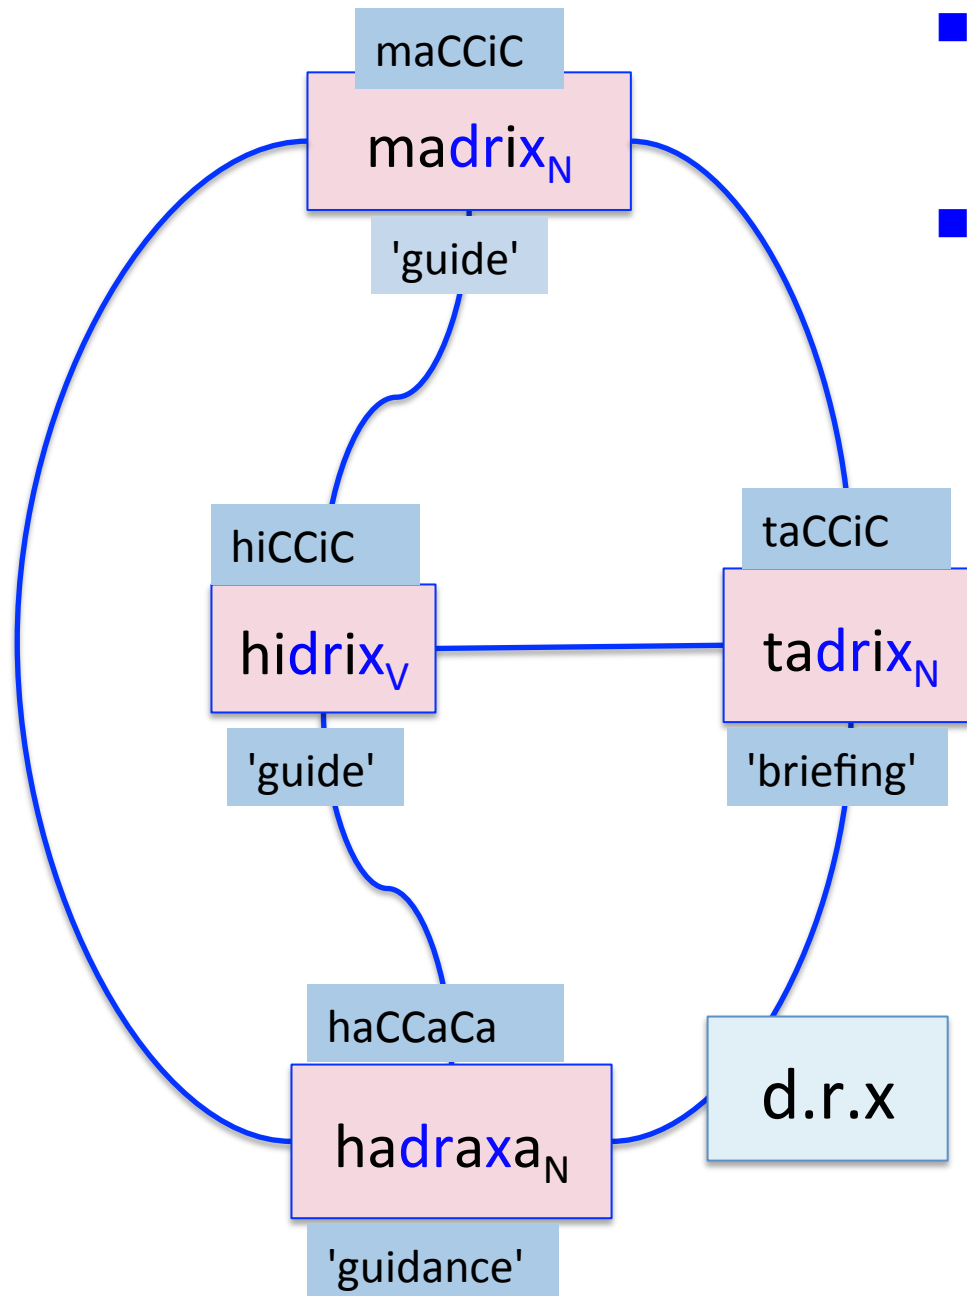 maCCiC
madrixN
'guide'
hiCCiC
hidrixV
'guide'
taCCiC
tadrixN
'briefing'
haCCaCa
hadraxaN
'guidance'
d.r.x